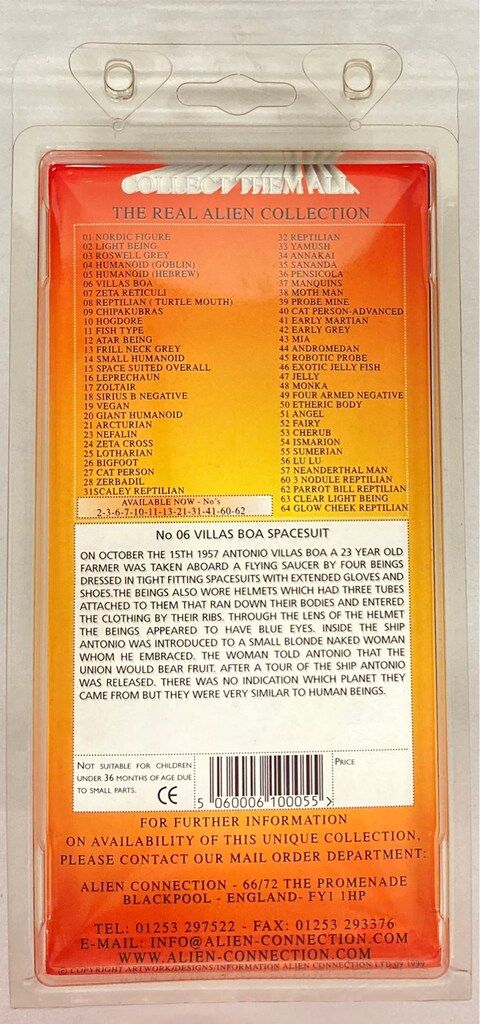 COLLECT THEM ALL
THE REAL ALIEN COLLECTION
01 NORDIC FIGURE
02 LIGHT BEING
03 ROSWELL GREY
04 HUMANOID (GOBLIN)
05 HUMANOID (HEBREW)
06 VILLAS BOA
07 ZETA RETICULI
08 REPTILIAN ( TURTLE MOUTH)
09 CHIPAKUBRAS
10 HOGDORE
11 FISH TYPE
12 ATAR BEING
13 FRILL NECK GREY
14 SMALL HUMANOID
15 SPACE SUITED OVERALL
16 LEPRECHAUN
17 ZOLTAIR
18 SIRIUS B NEGATIVE
19 VEGAN
20 GIANT HUMANOID
21 ARCTURIAN
23 NEFALIN
24 ZETA CROSS
25 LOTHARIAN
26 BIGFOOT
27 CAT PERSON
28 ZERBADIL
31SCALEY REPTILIAN
32 REPTILIAN
33 YAMUSH
34 ANNAKAI
35 SANANDA
36 PENSICOLA
37 MANQUINS
38 MOTH MAN
39 PROBE MINE
40 CAT PERSON-ADVANCED
41 EARLY MARTIAN
42 EARLY GREY
43 MIA
44 ANDROMEDAN
45 ROBOTIC PROBE
46 EXOTIC JELLY FISH
47 JELLY
48 MONKA
49 FOUR ARMED NEGATIVE
50 ETHERIC BODY
51 ANGEL
52 FAIRY
53 CHERUB
54 ISMARION
55 SUMERIAN
56 LU LU
57 NEANDERTHAL MAN
60 3 NODULE REPTILIAN
62 PARROT BILL REPTILIAN
63 CLEAR LIGHT BEING
64 GLOW CHEEK REPTILIAN
AVAILABLE NOW - No's
2-3-6-7-10-11-13-21-31-41-60-62
No 06 VILLAS BOA SPACESUIT
ON OCTOBER THE 15TH 1957 ANTONIO VILLAS BOA A 23 YEAR OLD
FARMER WAS TAKEN ABOARD A FLYING SAUCER BY FOUR BEINGS
DRESSED IN TIGHT FITTING SPACESUITS WITH EXTENDED GLOVES AND
SHOES.THE BEINGS ALSO WORE HELMETS WHICH HAD THREE TUBES
ATTACHED TO THEM THAT RAN DOWN THEIR BODIES AND ENTERED
THE CLOTHING BY THEIR RIBS. THROUGH THE LENS OF THE HELMET
THE BEINGS APPEARED TO HAVE BLUE EYES. INSIDE THE SHIP
ANTONIO WAS INTRODUCED TO A SMALL BLONDE NAKED WOMAN
WHOM HE EMBRACED. THE WOMAN TOLD ANTONIO THAT THE
UNION WOULD BEAR FRUIT. AFTER A TOUR OF THE SHIP ANTONIO
WAS RELEASED. THERE WAS NO INDICATION WHICH PLANET THEY
CAME FROM BUT THEY WERE VERY SIMILAR TO HUMAN BEINGS.
NOT SUITABLE FOR CHILDREN
UNDER 36 MONTHS OF AGE DUE
TO SMALL PARTS.
CE
5 060006 100055 >
PRICE
FOR FURTHER INFORMATION
ON AVAILABILITY OF THIS UNIQUE COLLECTION,
PLEASE CONTACT OUR MAIL ORDER DEPARTMENT:
ALIEN CONNECTION - 66/72 THE PROMENADE
BLACKPOOL - ENGLAND- FY1 1HP
TEL: 01253 297522 - FAX: 01253 293376
E-MAIL: INFO@ALIEN-CONNECTION.COM
WWW.ALIEN-CONNECTION.COM
© COPYRIGHT ARTWORK/DESIGNS/INFORMATION ALIEN CONNECTION LTD